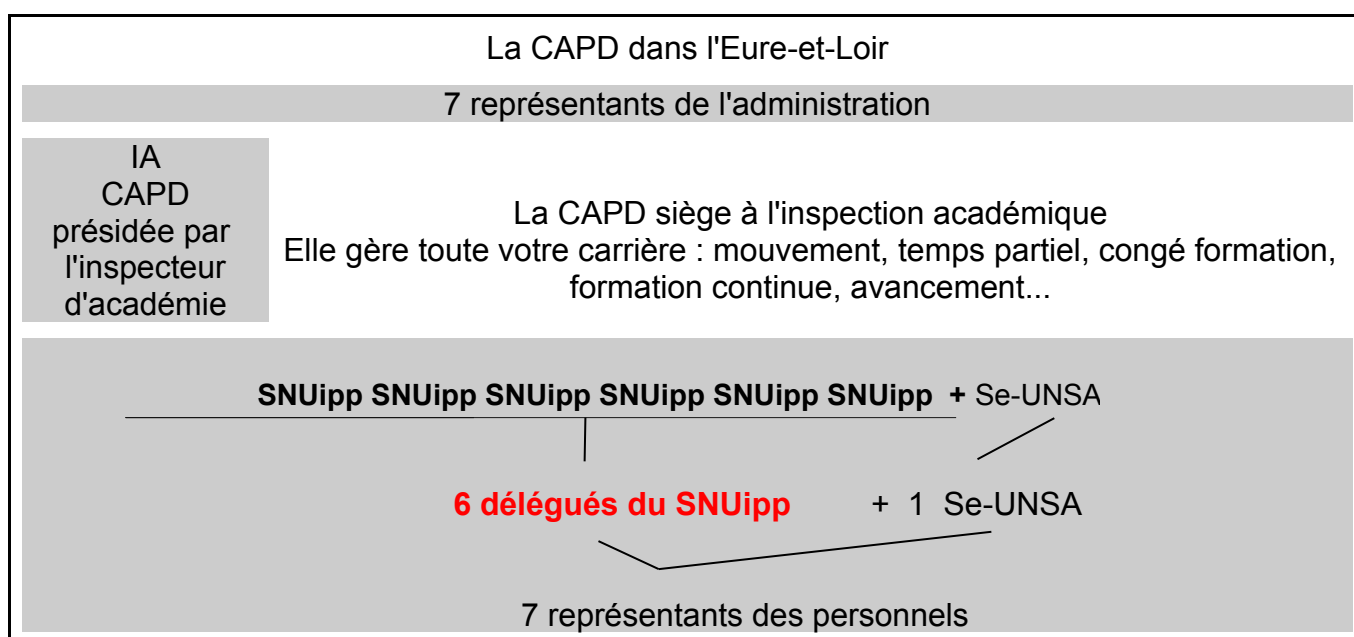 La CAPD dans l'Eure-et-Loir
7 représentants de l'administration
IA
CAPD
présidée par
l'inspecteur
d'académie
La CAPD siège à l'inspection académique
Elle gère toute votre carrière : mouvement, temps partiel, congé formation,
formation continue, avancement...
SNUipp SNUipp SNUipp SNUipp SNUipp SNUipp + Se-UNSA
6 délégués du SNUipp + 1 Se-UNSA
7 représentants des personnels